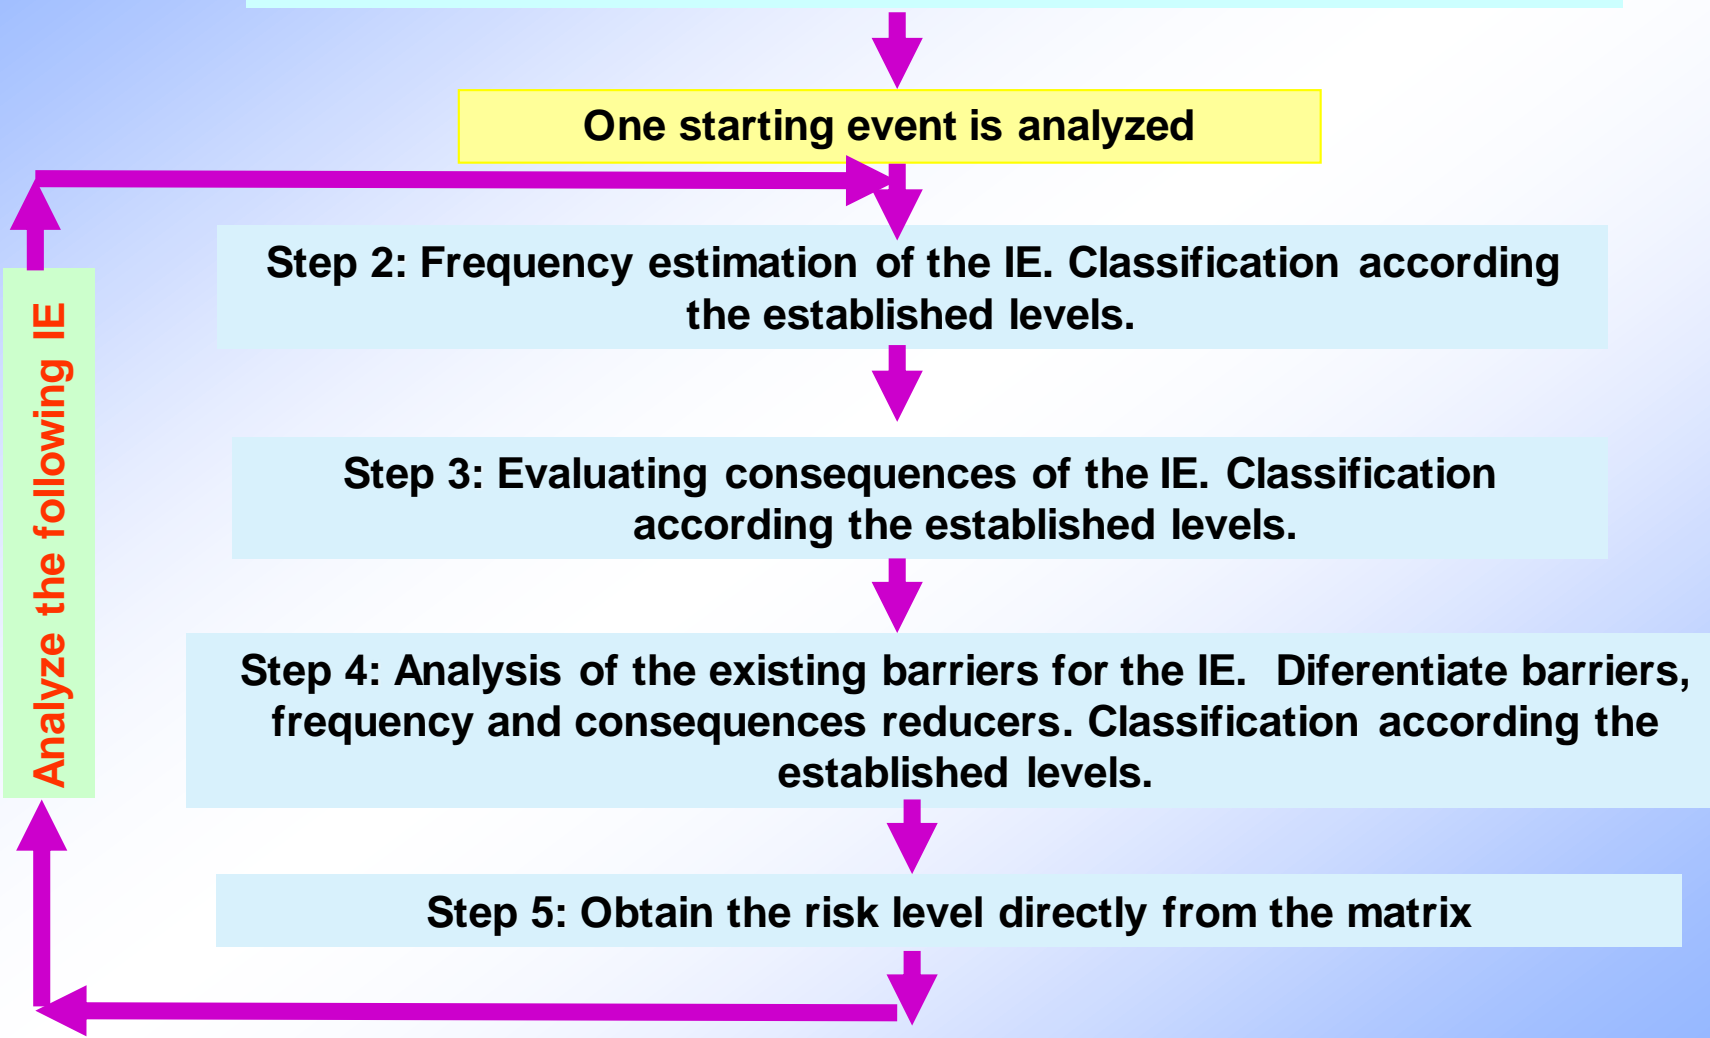 One starting event is analyzed
Step 2: Frequency estimation of the IE. Classification according
the established levels.
Analyze the following IE
Step 3: Evaluating consequences of the IE. Classification
according the established levels.
Step 4: Analysis of the existing barriers for the IE. Diferentiate barriers,
frequency and consequences reducers. Classification according the
established levels.
Step 5: Obtain the risk level directly from the matrix